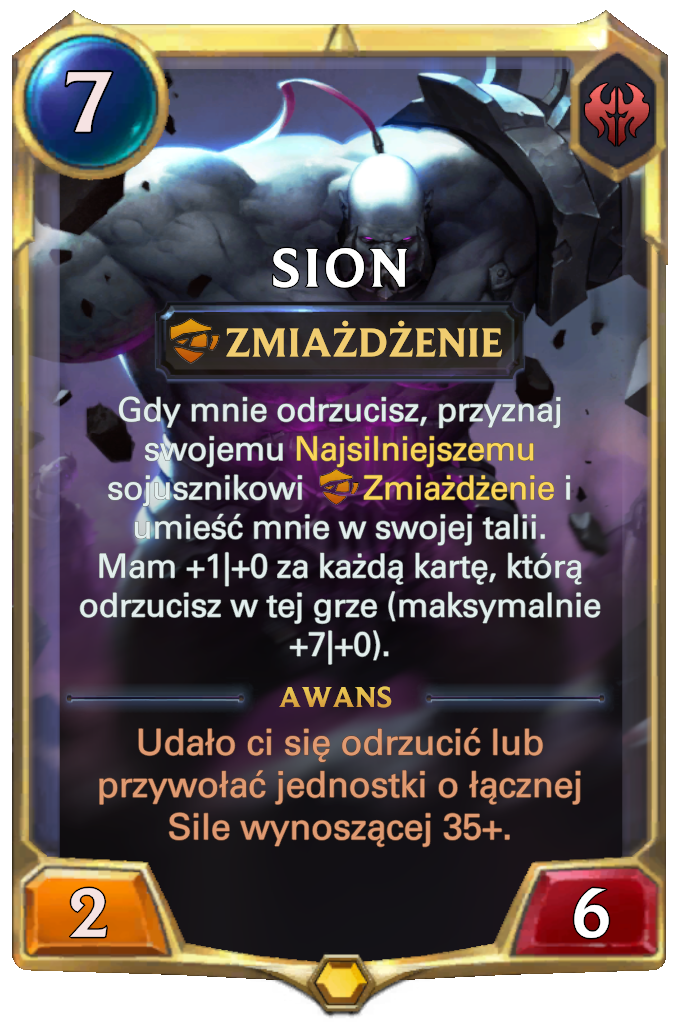 7
SION
ZMIAŻDŻENIE
Gdy mnie odrzucisz, przyznaj
swojemu Najsilniejszemu
sojusznikowi Zmiażdżenie i
umieść mnie w swojej talii.
Mam +1|+0 za każdą kartę, którą
odrzucisz w tej grze (maksymalnie
+7|+0).
AWANS
Udało ci się odrzucić lub
przywołać jednostki o łącznej
Sile wynoszącej 35+.
2
6